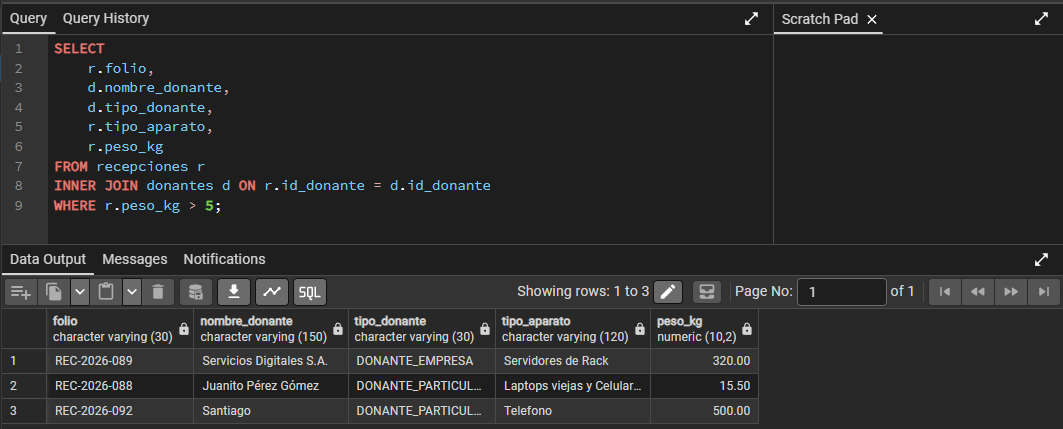 Query Query History Scratch Pad ×
1 SELECT
2 r.folio,
3 d.nombre_donante,
4 d.tipo_donante,
5 r.tipo_aparato,
6 r.peso_kg
7 FROM recepciones r
8 INNER JOIN donantes d ON r.id_donante = d.id_donante
9 WHERE r.peso_kg > 5;
Data Output Messages Notifications
SQL Showing rows: 1 to 3 Page No: 1 of 1
folio nombre_donante tipo_donante tipo_aparato peso_kg
character varying (30) character varying (150) character varying (30) character varying (120) numeric (10,2)
1 REC-2026-089 Servicios Digitales S.A. DONANTE_EMPRESA Servidores de Rack 320.00
2 REC-2026-088 Juanito Pérez Gómez DONANTE_PARTICUL... Laptops viejas y Celular... 15.50
3 REC-2026-092 Santiago DONANTE_PARTICUL... Telefono 500.00